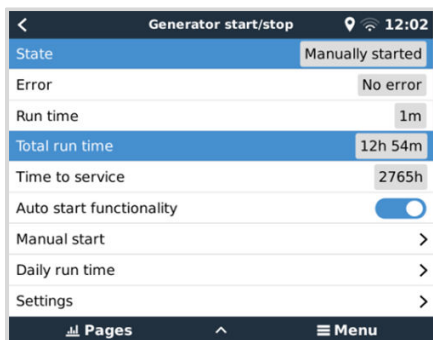 Generator start/stop 12:02
State Manually started
Error No error
Run time 1m
Total run time 12h 54m
Time to service 2765h
Auto start functionality
Manual start
Daily run time
Settings
Pages Menu